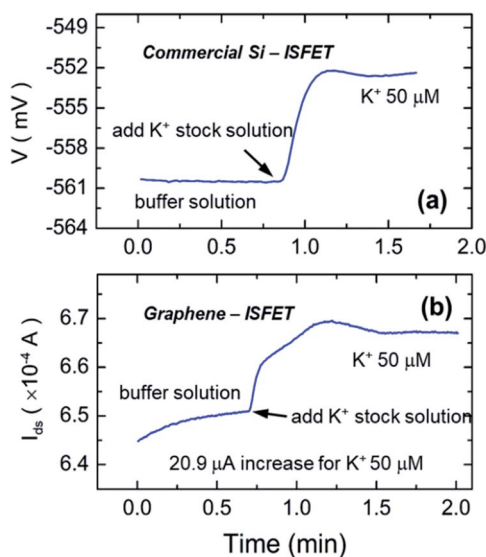 -549
-552
-555
-558
-561
-564
V ( mV )
Commercial Si – ISFET
K⁺ 50 μM
add K⁺ stock solution
buffer solution
(a)
0.0 0.5 1.0 1.5 2.0
6.7
6.6
6.5
6.4
I_ds ( ×10⁻⁴ A )
Graphene – ISFET
(b)
K⁺ 50 μM
buffer solution
add K⁺ stock solution
20.9 μA increase for K⁺ 50 μM
0.0 0.5 1.0 1.5 2.0
Time (min)